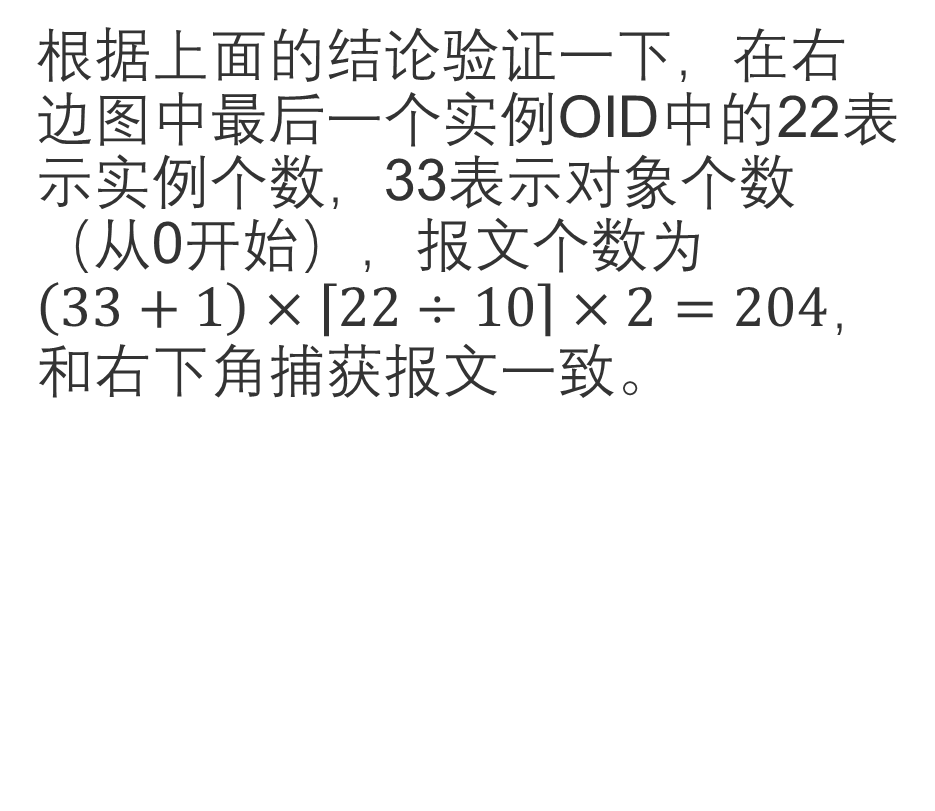 根据上面的结论验证一下，在右
边图中最后一个实例OID中的22表
示实例个数，33表示对象个数
（从0开始），报文个数为
(33 + 1) × ⌈22 ÷ 10⌉ × 2 = 204，
和右下角捕获报文一致。